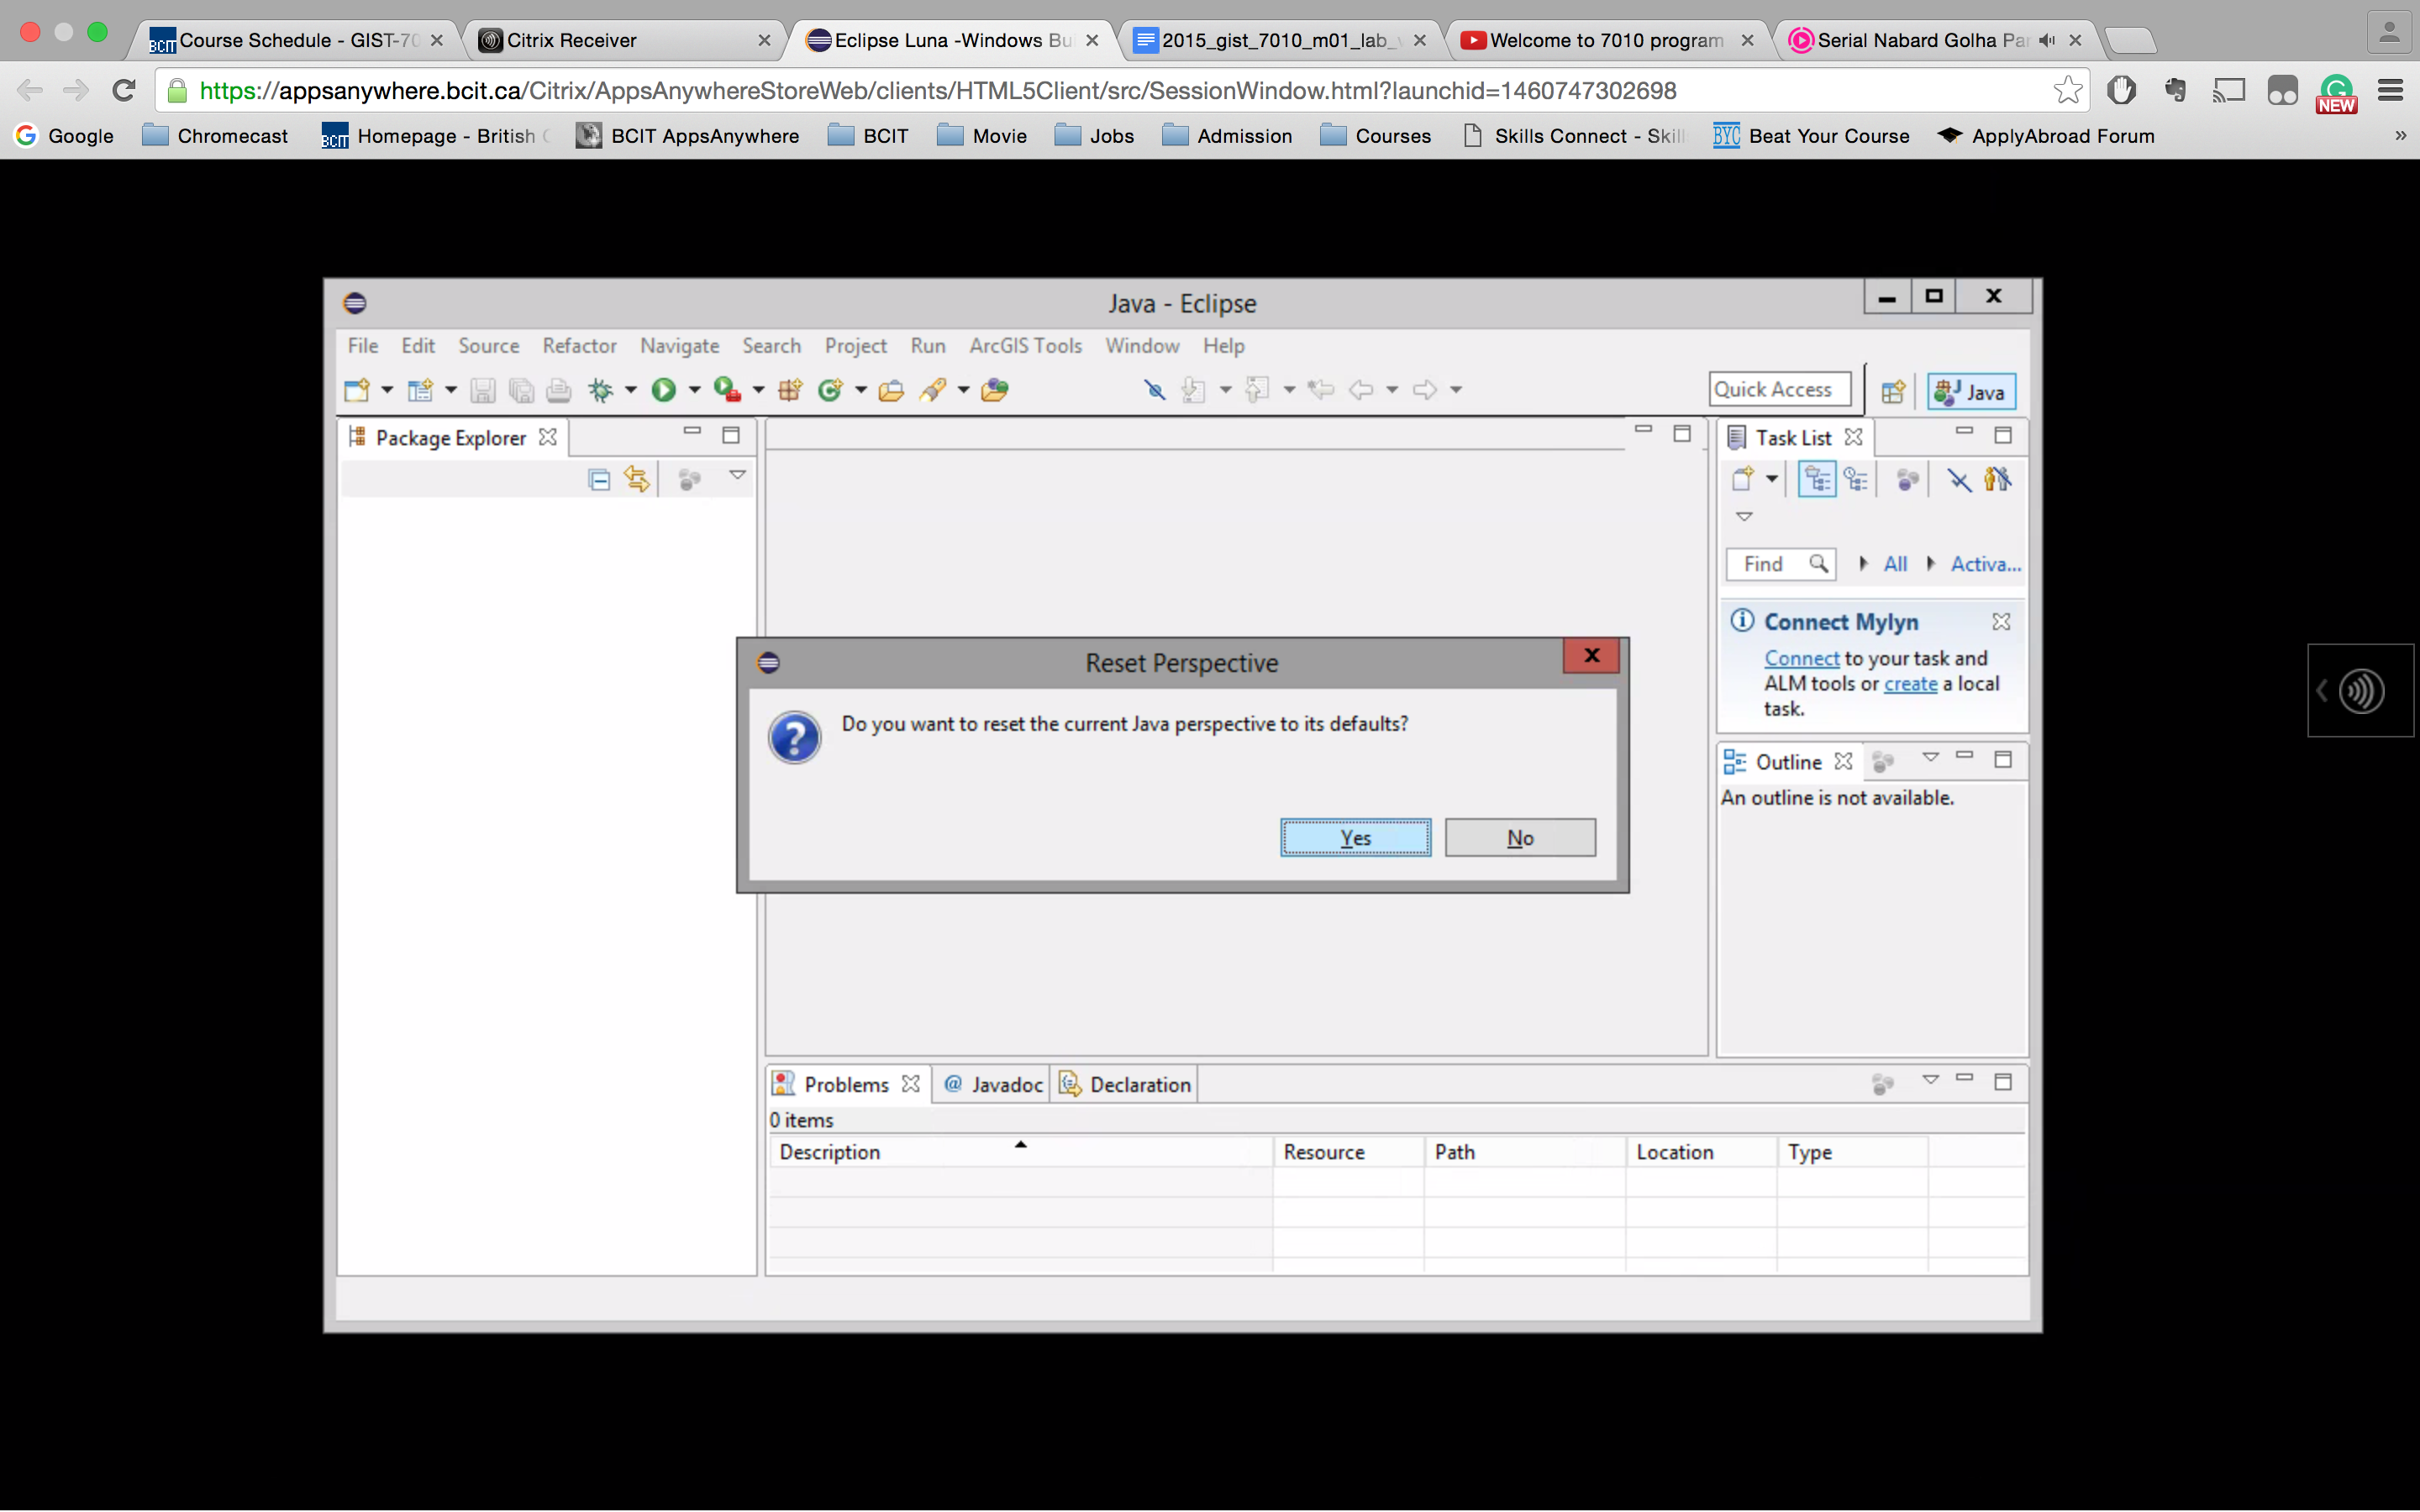 Course Schedule - GIST-70
Citrix Receiver
Eclipse Luna -Windows Bu
2015_gist_7010_m01_lab_
Welcome to 7010 program
Serial Nabard Golha Par
https://appsanywhere.bcit.ca/Citrix/AppsAnywhereStoreWeb/clients/HTML5Client/src/SessionWindow.html?launchid=1460747302698
NEW
Google
Chromecast
BCIT
Homepage - British
BCIT AppsAnywhere
BCIT
Movie
Jobs
Admission
Courses
Skills Connect - Skil
BYC
Beat Your Course
ApplyAbroad Forum
»
Java - Eclipse
File Edit Source Refactor Navigate Search Project Run ArcGIS Tools Window Help
Quick Access
Java
Package Explorer
Task List
Find
All
Activa...
Connect Mylyn
Connect to your task and
ALM tools or create a local
task.
Reset Perspective
Do you want to reset the current Java perspective to its defaults?
Yes
No
Outline
An outline is not available.
Problems
@ Javadoc
Declaration
0 items
Description Resource Path Location Type